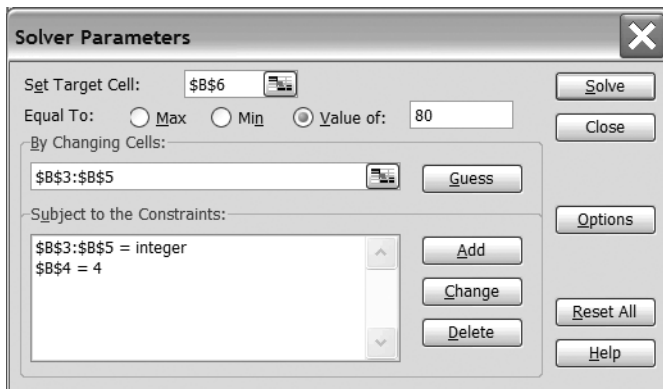 Solver Parameters
Set Target Cell: $B$6
Solve
Equal To: Max Min Value of: 80
Close
By Changing Cells:
$B$3:$B$5
Guess
Subject to the Constraints:
Options
$B$3:$B$5 = integer
Add
$B$4 = 4
Change
Reset All
Delete
Help